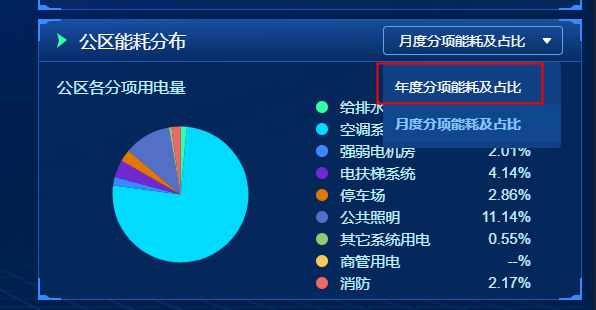 公区能耗分布
月度分项能耗及占比
年度分项能耗及占比
月度分项能耗及占比
公区各分项用电量
给排水
空调系
强弱电机房 2.01%
电扶梯系统 4.14%
停车场 2.86%
公共照明 11.14%
其它系统用电 0.55%
商管用电 --%
消防 2.17%